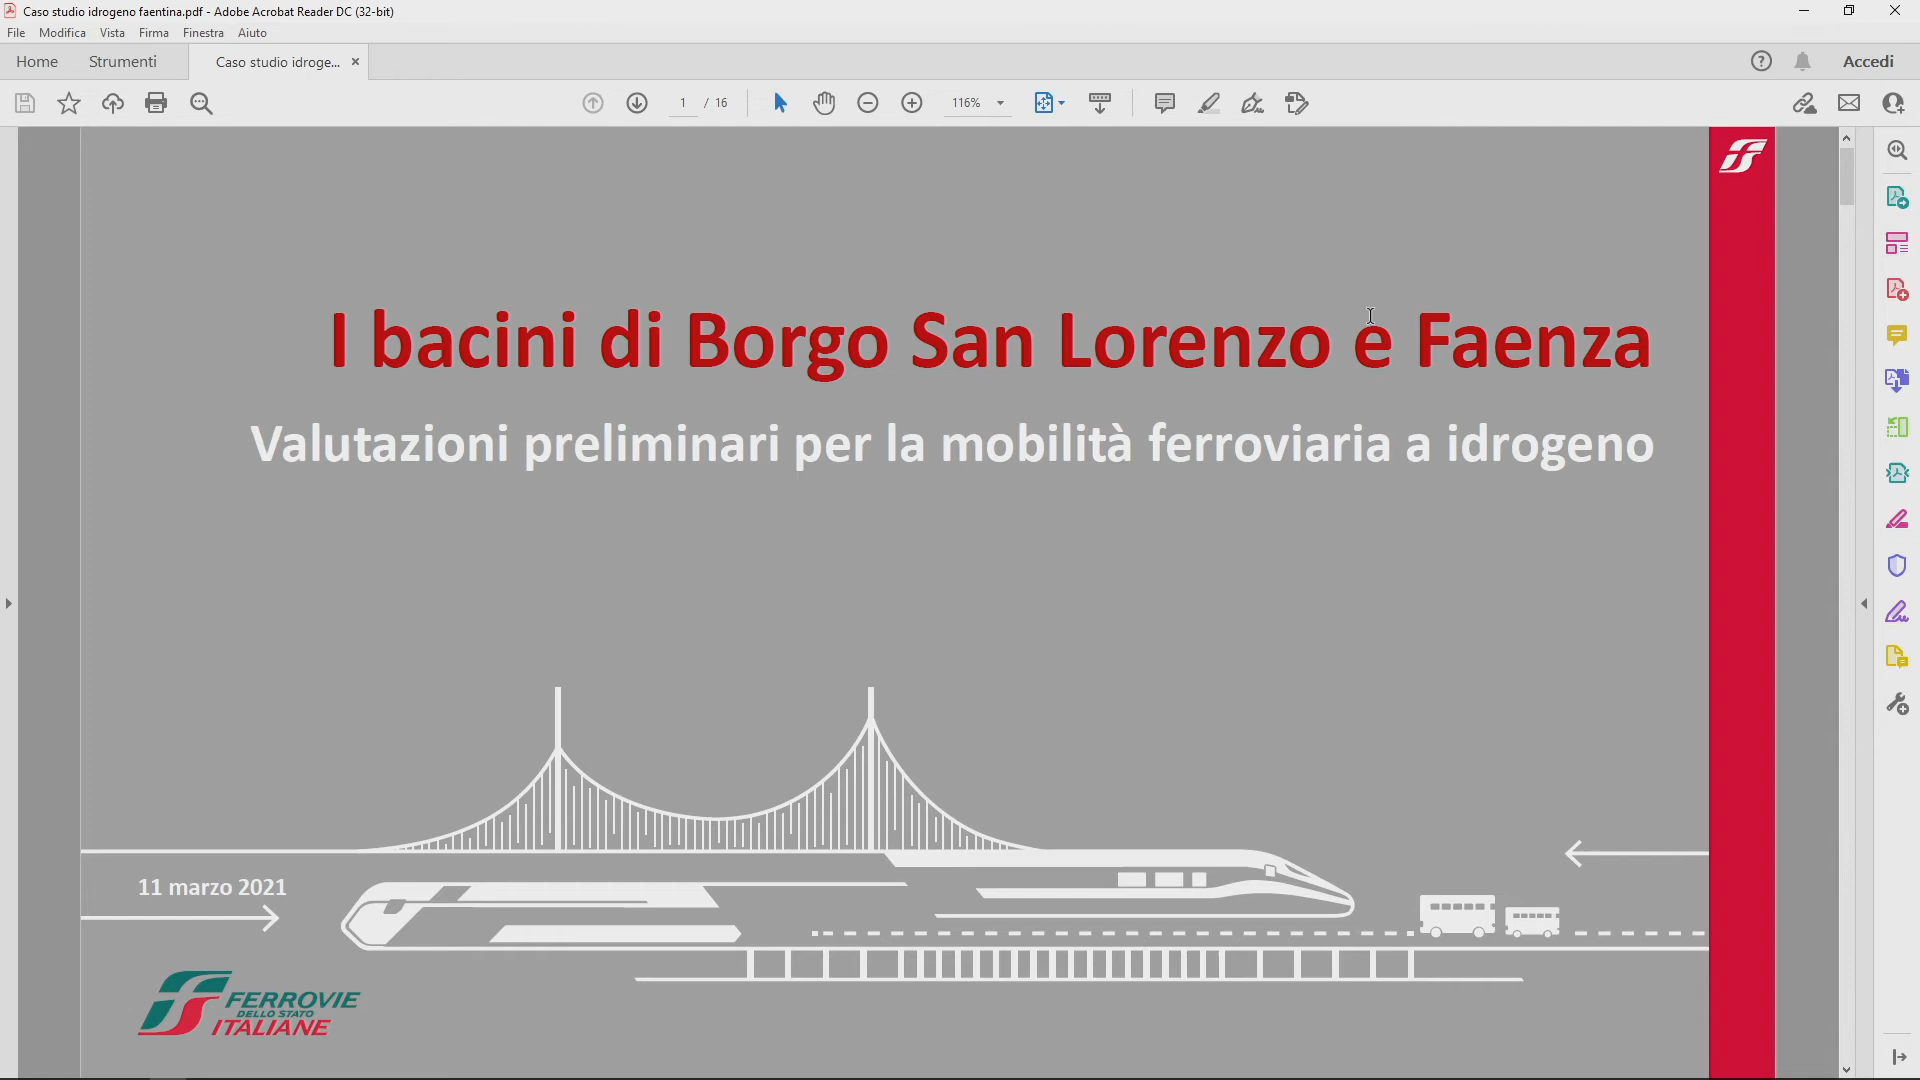 Caso studio idrogeno faentina.pdf - Adobe Acrobat Reader DC (32-bit)
File Modifica Vista Firma Finestra Aiuto
Home Strumenti Caso studio idroge... × Accedi
1 / 16 116%
I bacini di Borgo San Lorenzo e Faenza
Valutazioni preliminari per la mobilità ferroviaria a idrogeno
11 marzo 2021
FERROVIE
DELLO STATO
ITALIANE